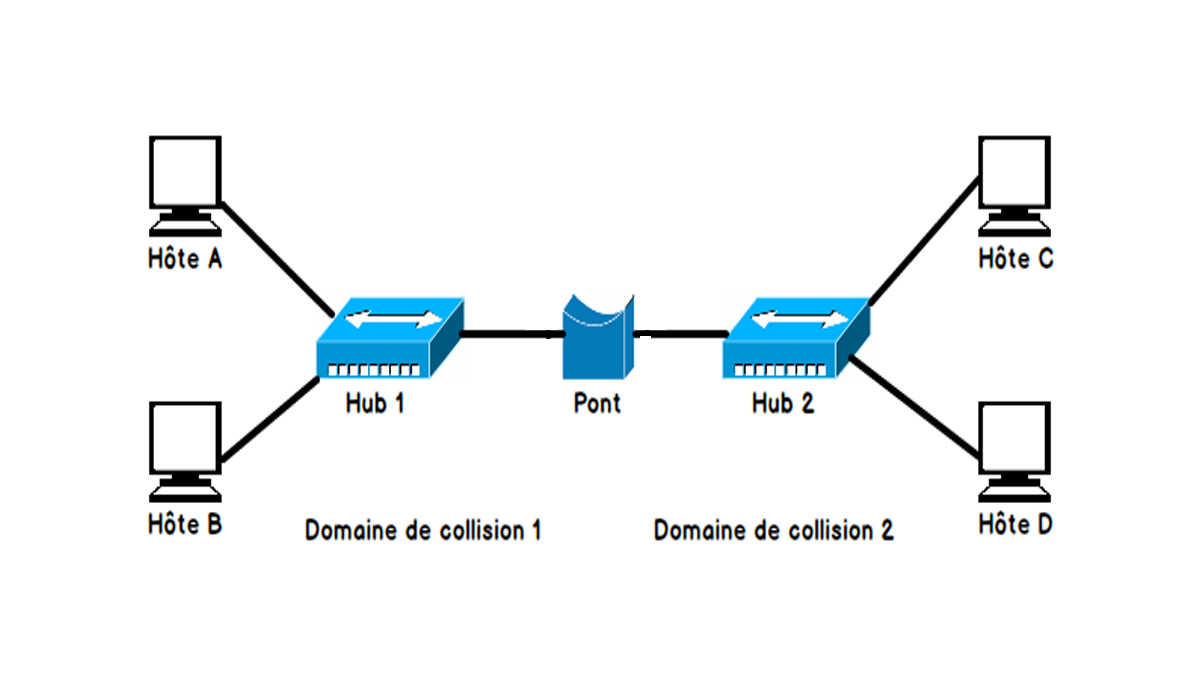 Hôte A
Hôte C
Hub 1
Pont
Hub 2
Hôte B
Domaine de collision 1
Domaine de collision 2
Hôte D